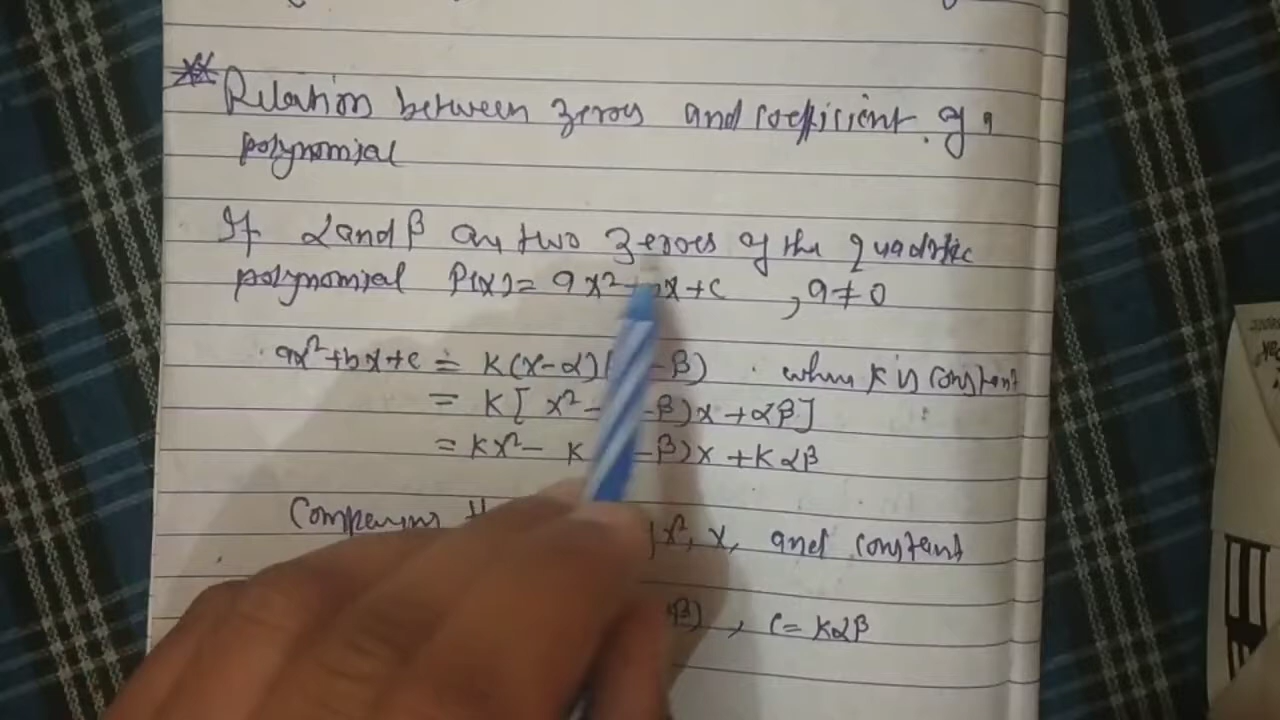 ** Relation between zeroes and coefficient of a
polynomial
If α and β are two zeroes of the quadratic
polynomial P(x) = ax²+bx+c , a ≠ 0
ax²+bx+c = K(x-α)( -β) . where K is constant
= K[ x²- -β)x + αβ]
= Kx² - K -β)x + Kαβ
Comparing x², x, and constant
β) , c = Kαβ